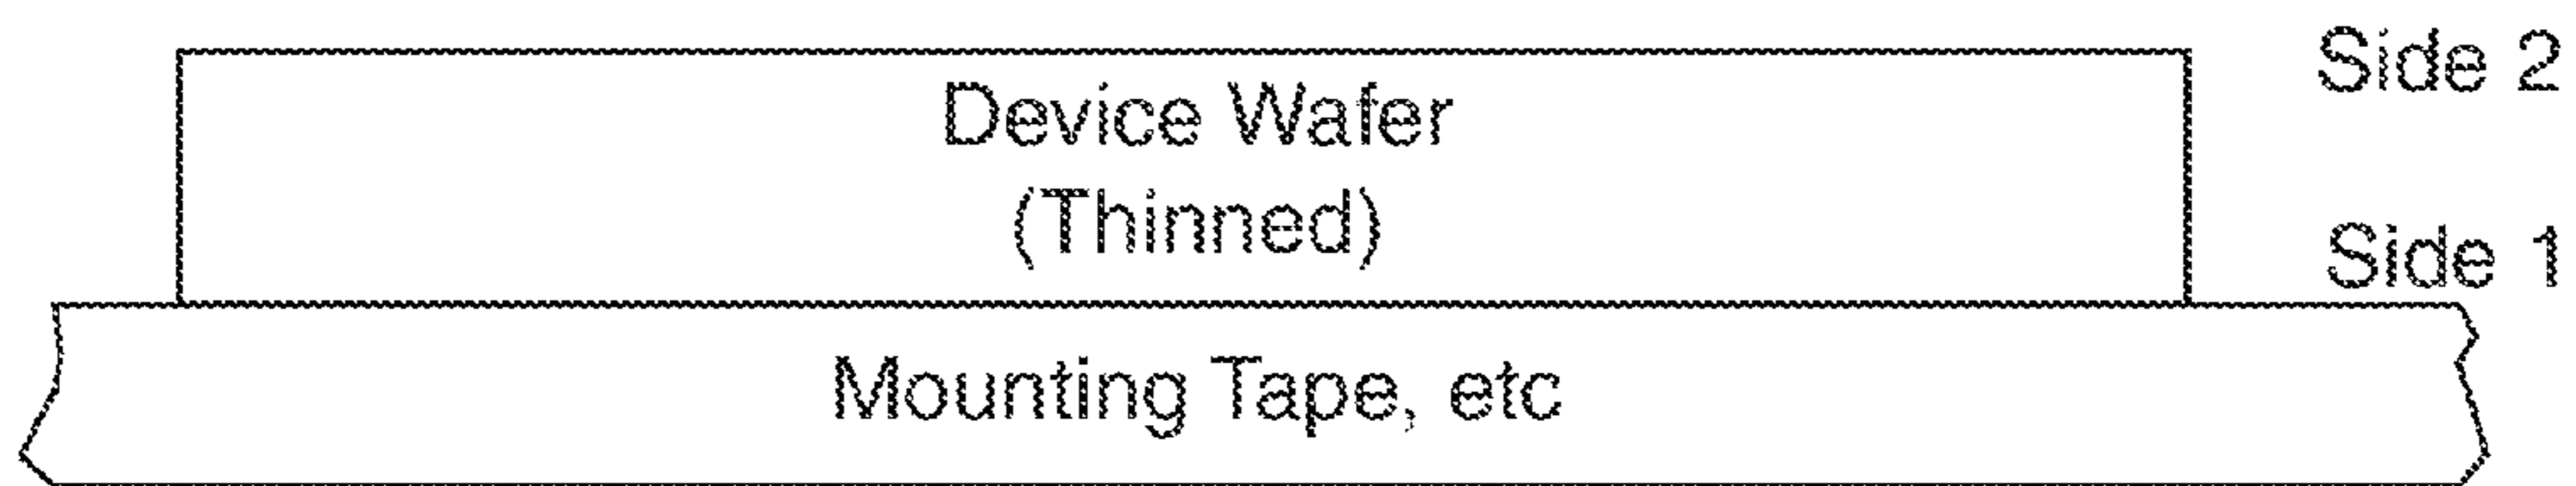 Side 2
Device Wafer
(Thinned)
Side 1
Mounting Tape, etc